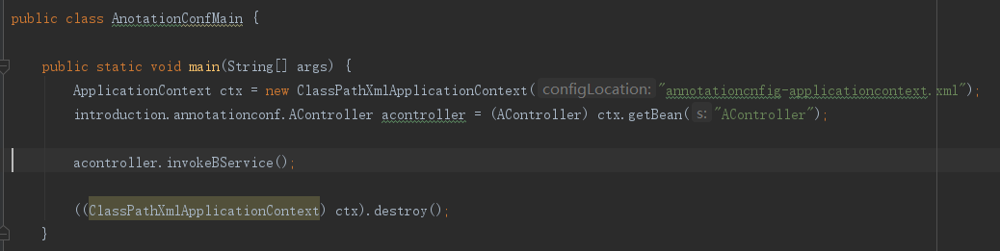 public class AnotationConfMain {
public static void main(String[] args) {
ApplicationContext ctx = new ClassPathXmlApplicationContext( configLocation: "annotationcnfig-applicationcontext.xml");
introduction.annotationconf.AController acontroller = (AController) ctx.getBean( s: "AController");
acontroller.invokeBService();
((ClassPathXmlApplicationContext) ctx).destroy();
}